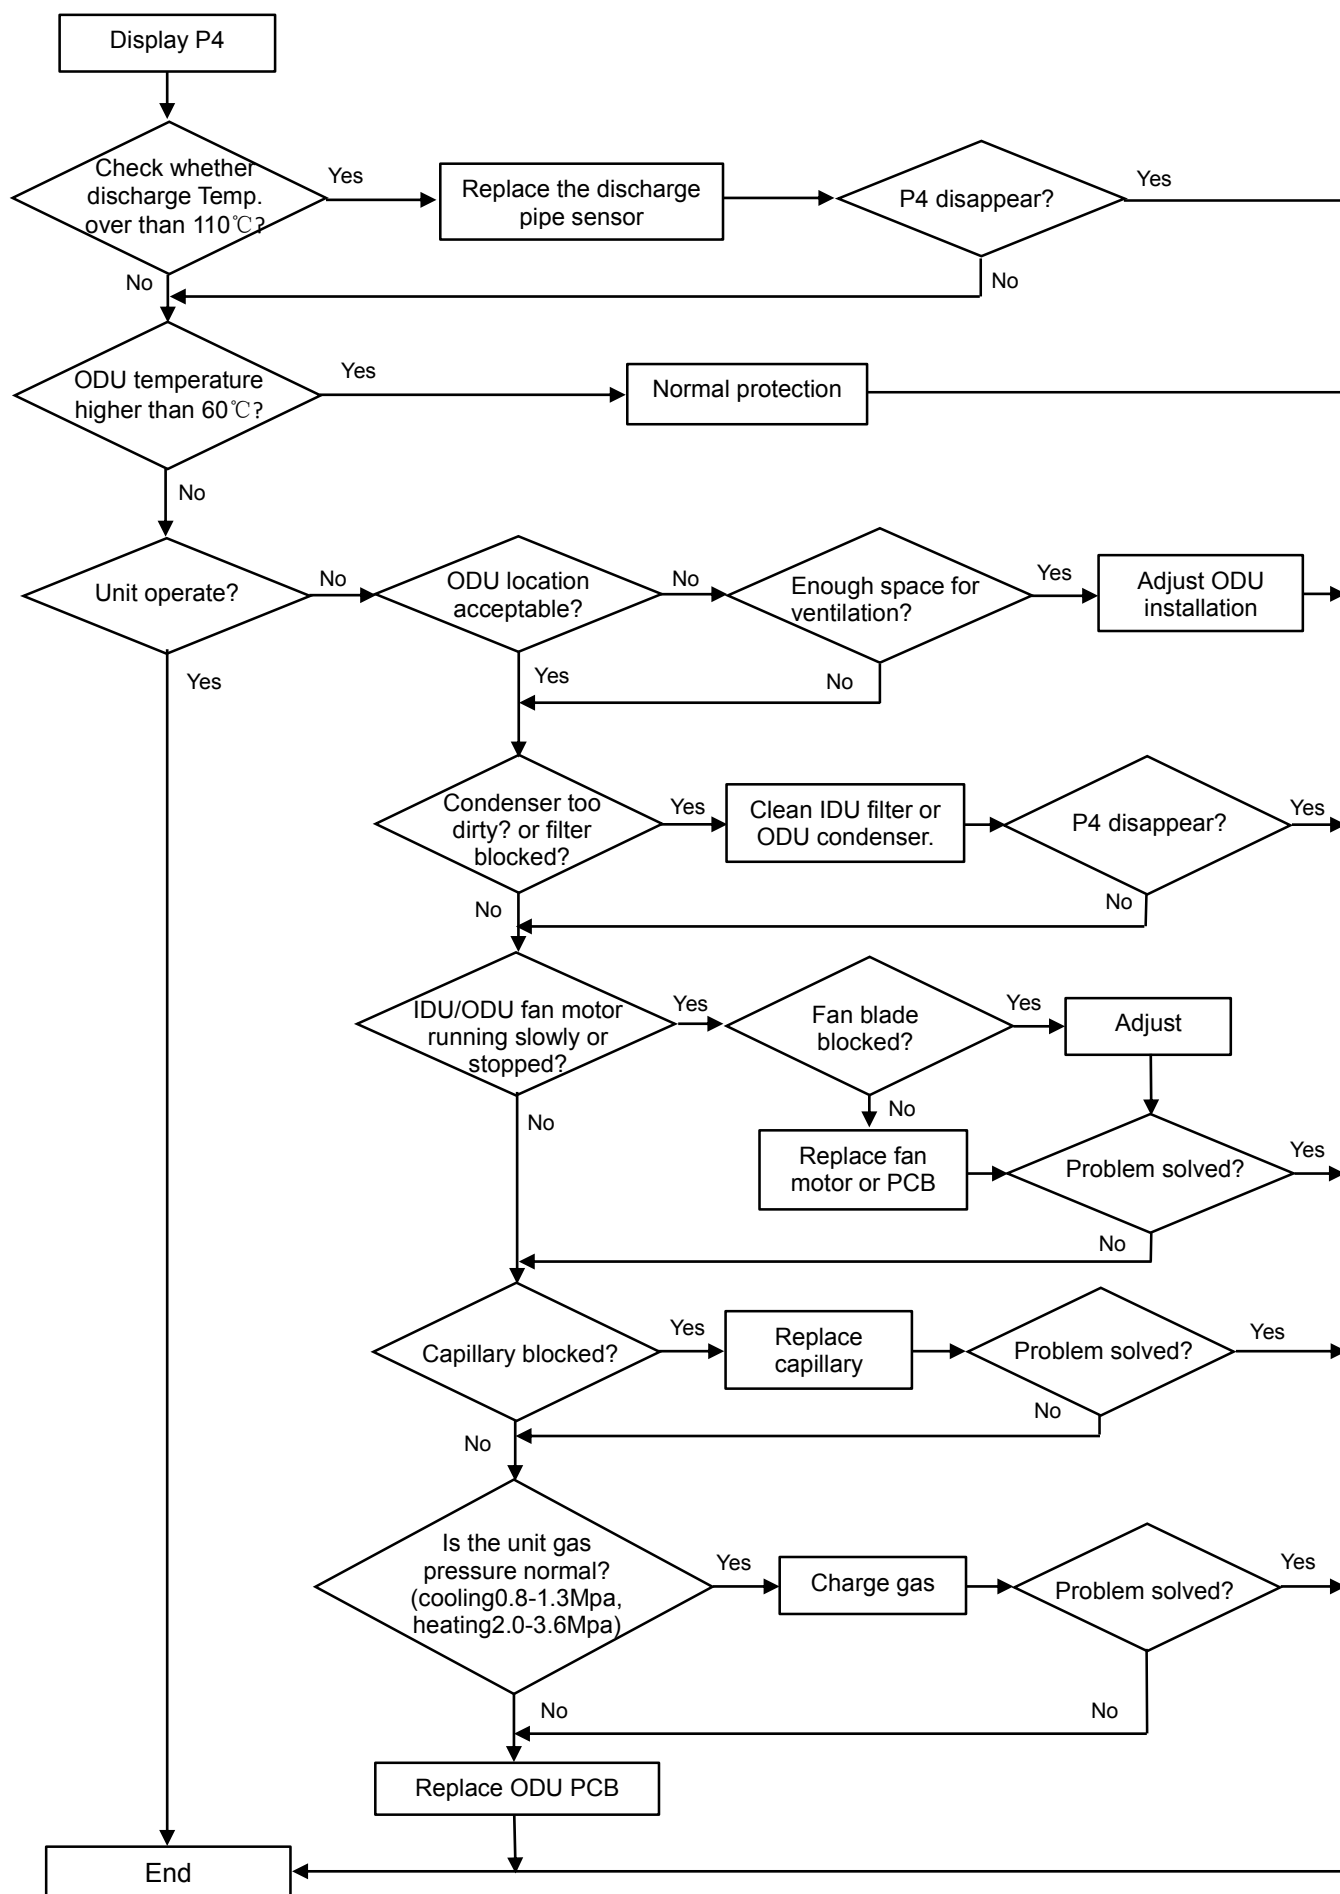 Display P4
Check whether
discharge Temp.
over than 110℃?
Yes
Replace the discharge
pipe sensor
P4 disappear?
Yes
No
No
ODU temperature
higher than 60℃?
Yes
Normal protection
No
Unit operate?
No
ODU location
acceptable?
No
Enough space for
ventilation?
Yes
Adjust ODU
installation
Yes
Yes
No
Condenser too
dirty? or filter
blocked?
Yes
Clean IDU filter or
ODU condenser.
P4 disappear?
Yes
No
No
IDU/ODU fan motor
running slowly or
stopped?
Yes
Fan blade
blocked?
Yes
Adjust
No
No
Replace fan
motor or PCB
Problem solved?
Yes
No
Capillary blocked?
Yes
Replace
capillary
Problem solved?
Yes
No
No
Is the unit gas
pressure normal?
(cooling0.8-1.3Mpa,
heating2.0-3.6Mpa)
Yes
Charge gas
Problem solved?
Yes
No
No
Replace ODU PCB
End